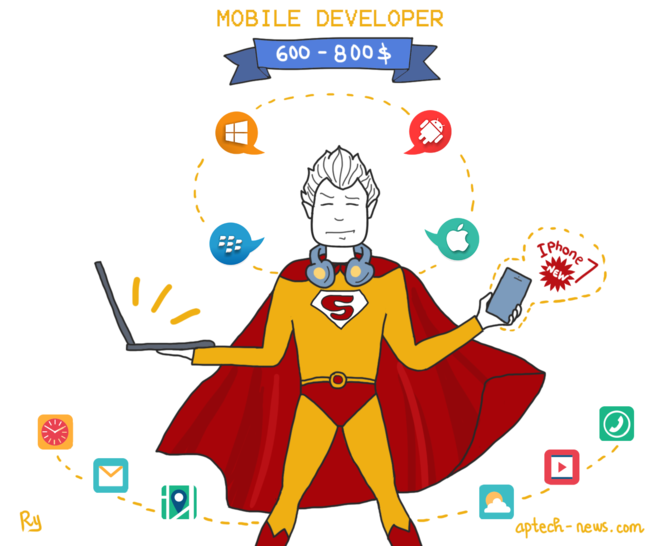 MOBILE DEVELOPER
600 - 800$
Iphone 7
NEW
S
Ry
aptech-news.com